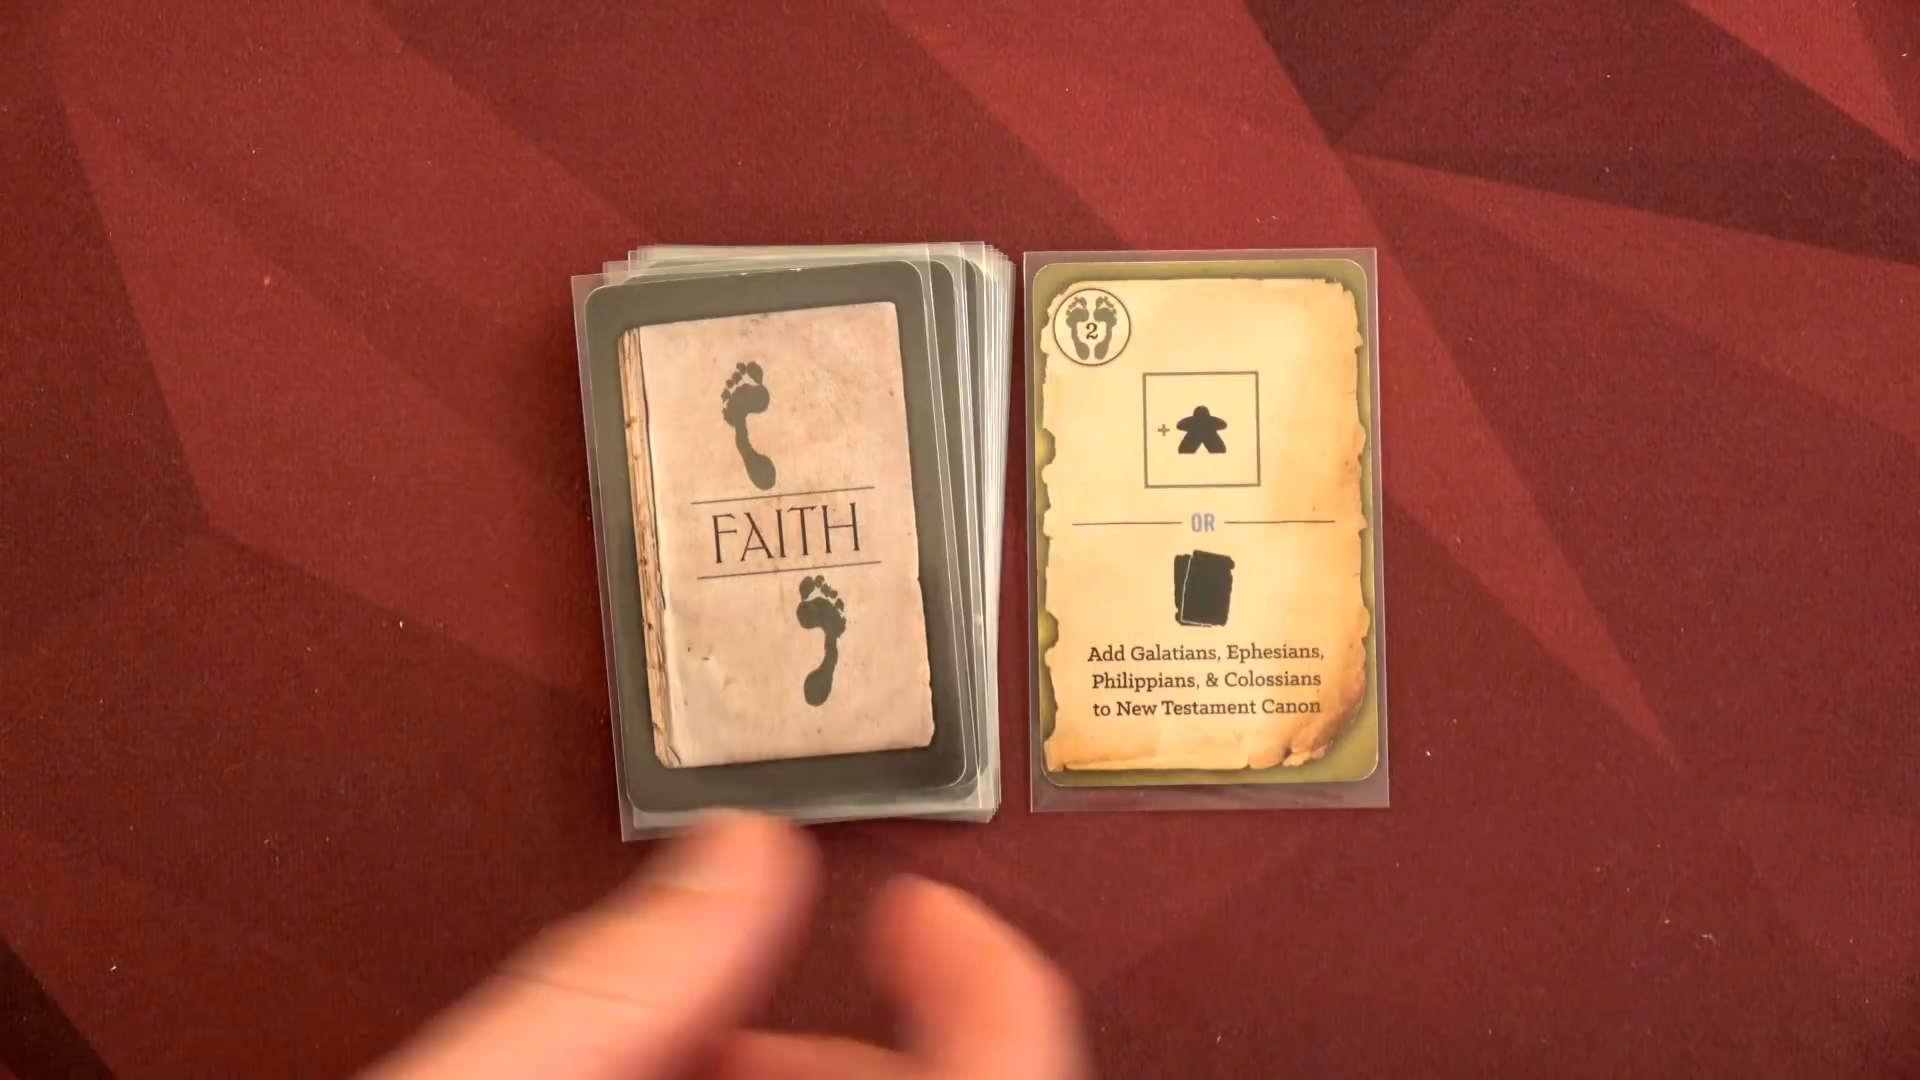 FAITH
2
+
OR
Add Galatians, Ephesians,
Philippians, & Colossians
to New Testament Canon